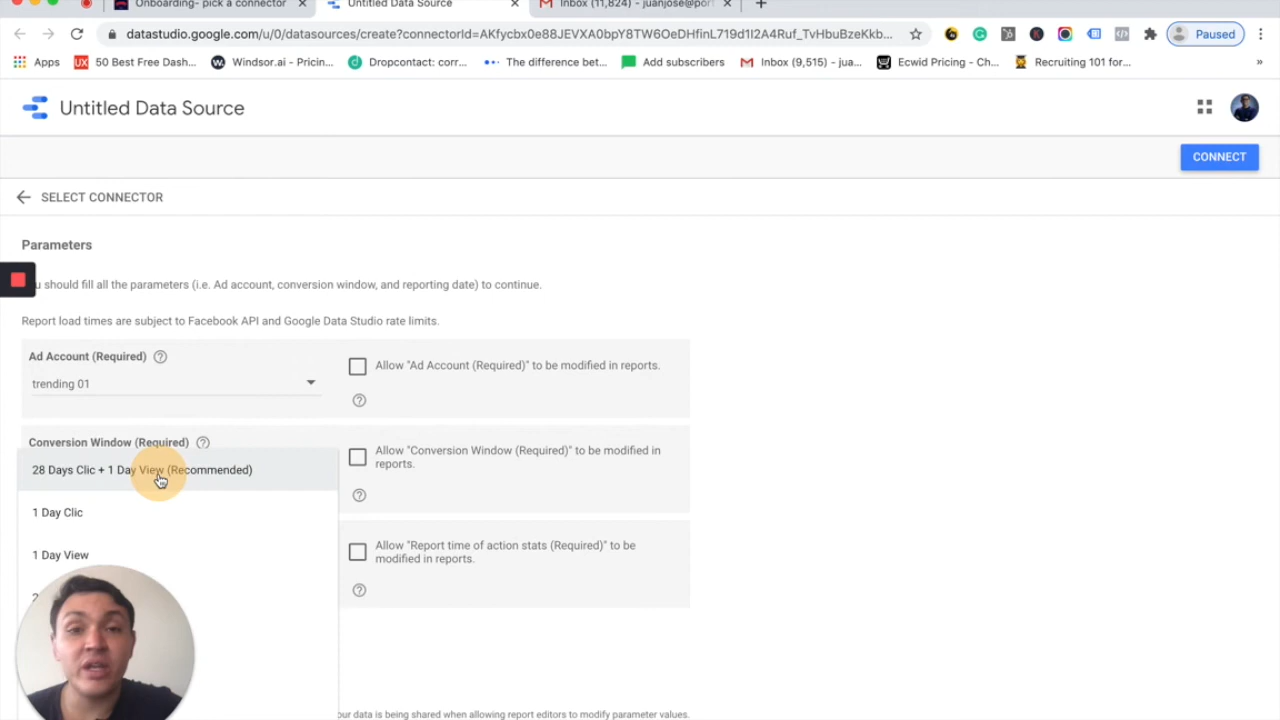 Onboarding- pick a connector
Untitled Data Source
Inbox (11,824) - juanjose@port
datastudio.google.com/u/0/datasources/create?connectorId=AKfycbx0e88JEVXA0bpY8TW6OeDHfinL719d1I2A4Ruf_TvHbuBzeKkb...
Paused
Apps
50 Best Free Dash...
Windsor.ai - Pricin...
Dropcontact: corr...
The difference bet...
Add subscribers
Inbox (9,515) - jua...
Ecwid Pricing - Ch...
Recruiting 101 for...
»
Untitled Data Source
CONNECT
SELECT CONNECTOR
Parameters
should fill all the parameters (i.e. Ad account, conversion window, and reporting date) to continue.
Report load times are subject to Facebook API and Google Data Studio rate limits.
Ad Account (Required)
trending 01
Allow "Ad Account (Required)" to be modified in reports.
Conversion Window (Required)
28 Days Clic + 1 Day View (Recommended)
1 Day Clic
1 Day View
Allow "Conversion Window (Required)" to be modified in
reports.
Allow "Report time of action stats (Required)" to be
modified in reports.
our data is being shared when allowing report editors to modify parameter values.